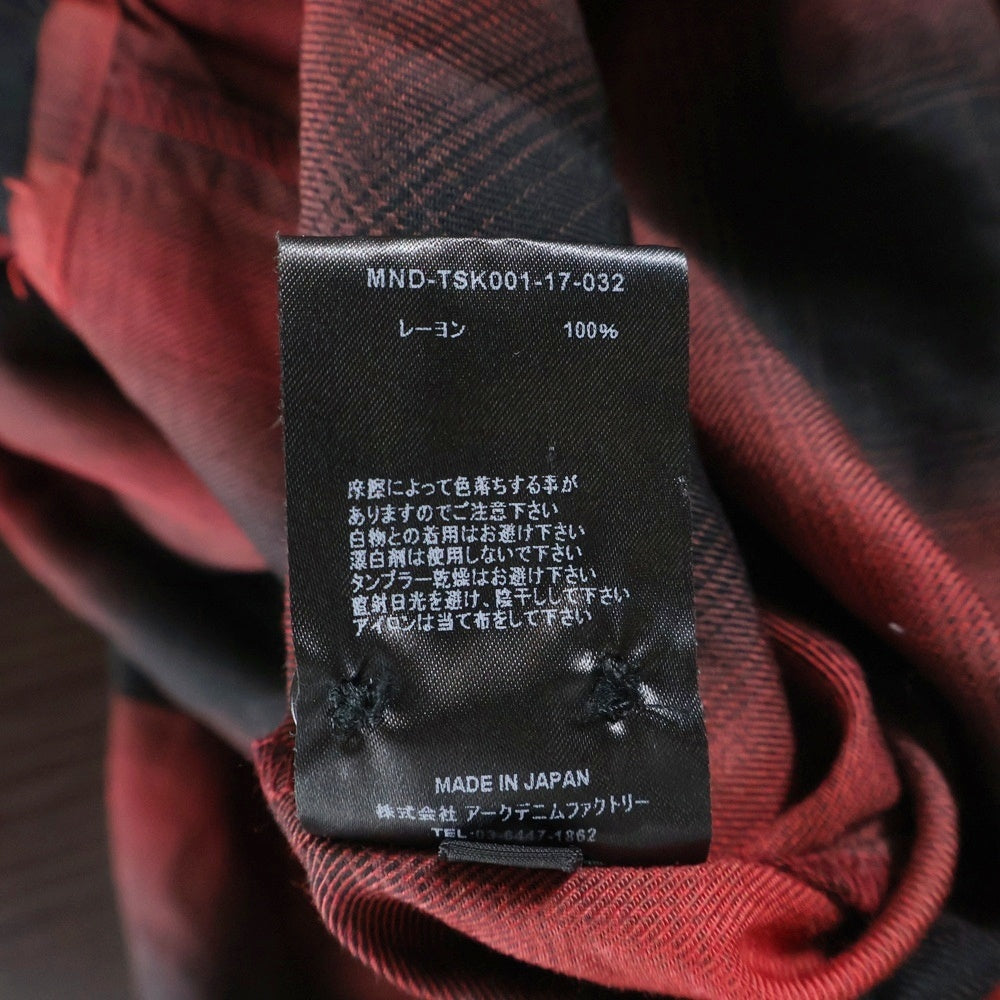 MND-TSK001-17-032
レーヨン 100%
摩擦によって色落ちする事が
ありますのでご注意下さい
白物との着用はお避け下さい
漂白剤は使用しないで下さい
タンブラー乾燥はお避け下さい
直射日光を避け、陰干しして下さい
アイロンは当て布をして下さい
MADE IN JAPAN
株式会社 アークデニムファクトリー
TEL:03-6447-1862